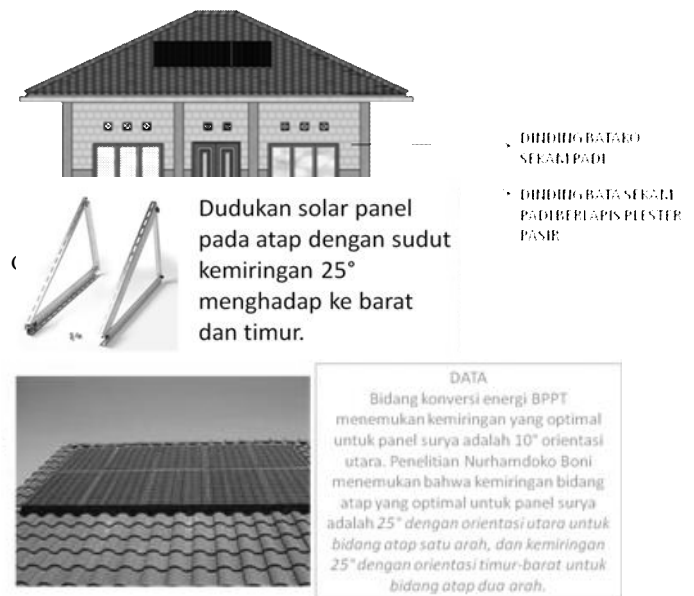 DINDING BATAKO
SEKAM PADI
DINDING BATA SEKAM
PADI BERLAPIS PLESTER
PASIR
Dudukan solar panel
pada atap dengan sudut
kemiringan 25°
menghadap ke barat
dan timur.
DATA
Bidang konversi energi BPPT
menemukan kemiringan yang optimal
untuk panel surya adalah 10° orientasi
utara. Penelitian Nurhamdoko Boni
menemukan bahwa kemiringan bidang
atap yang optimal untuk panel surya
adalah 25° dengan orientasi utara untuk
bidang atap satu arah, dan kemiringan
25° dengan orientasi timur-barat untuk
bidang atap dua arah.